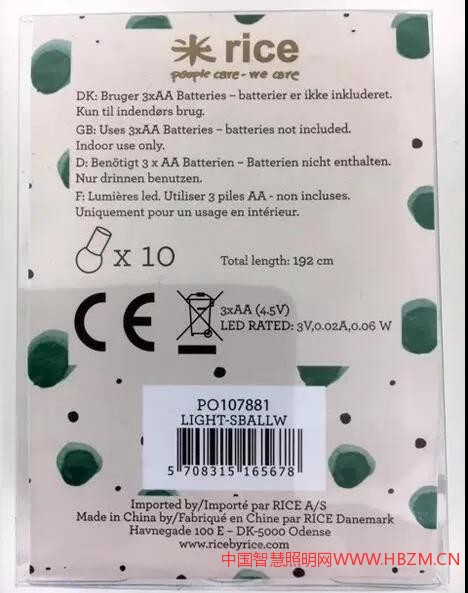 rice
people care - we care
DK: Bruger 3xAA Batteries – batterier er ikke inkluderet.
Kun til indendørs brug.
GB: Uses 3xAA Batteries – batteries not included.
Indoor use only.
D: Benötigt 3 x AA Batterien – Batterien nicht enthalten.
Nur drinnen benutzen.
F: Lumières led. Utiliser 3 piles AA - non incluses.
Uniquement pour un usage en intérieur.
x 10
Total length: 192 cm
CE
3xAA (4.5V)
LED RATED: 3V,0.02A,0.06 W
PO107881
LIGHT-SBALLW
5 708315 165678
Imported by/Importé par RICE A/S
Made in China by/Fabriqué en Chine par RICE Danemark
Havnegade 100 E – DK-5000 Odense
www.ricebyrice.com
中国智慧照明网WWW.HBZM.CN